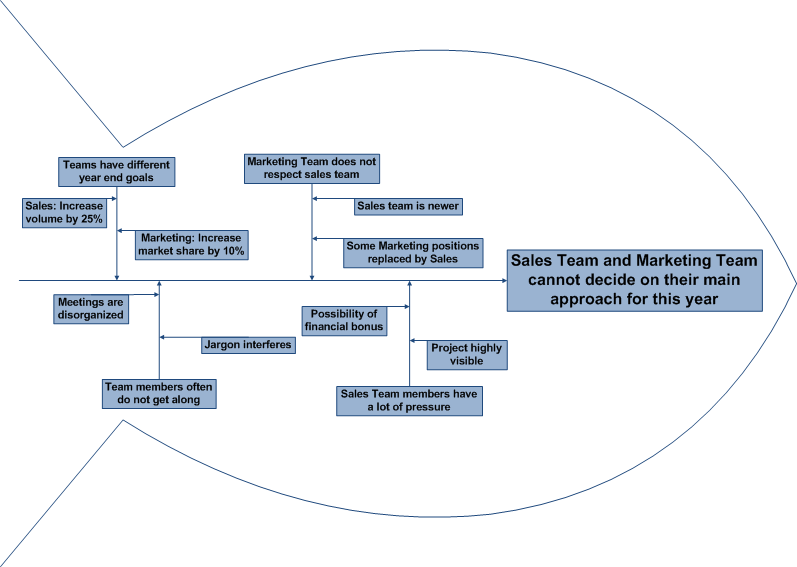 Teams have different
year end goals
Marketing Team does not
respect sales team
Sales: Increase
volume by 25%
Sales team is newer
Marketing: Increase
market share by 10%
Some Marketing positions
replaced by Sales
Sales Team and Marketing Team
cannot decide on their main
approach for this year
Meetings are
disorganized
Possibility of
financial bonus
Jargon interferes
Project highly
visible
Team members often
do not get along
Sales Team members have
a lot of pressure